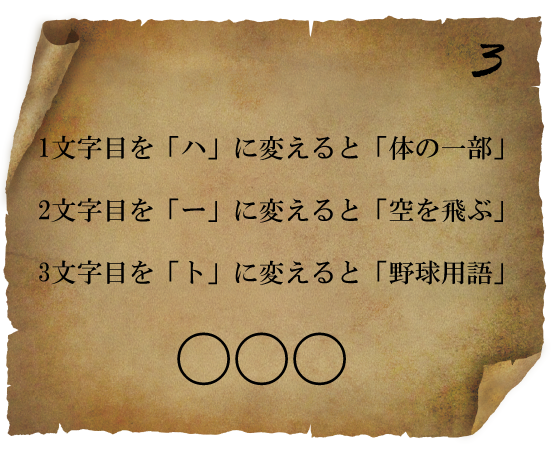 3
1文字目を「ハ」に変えると「体の一部」
2文字目を「ー」に変えると「空を飛ぶ」
3文字目を「ト」に変えると「野球用語」
○○○